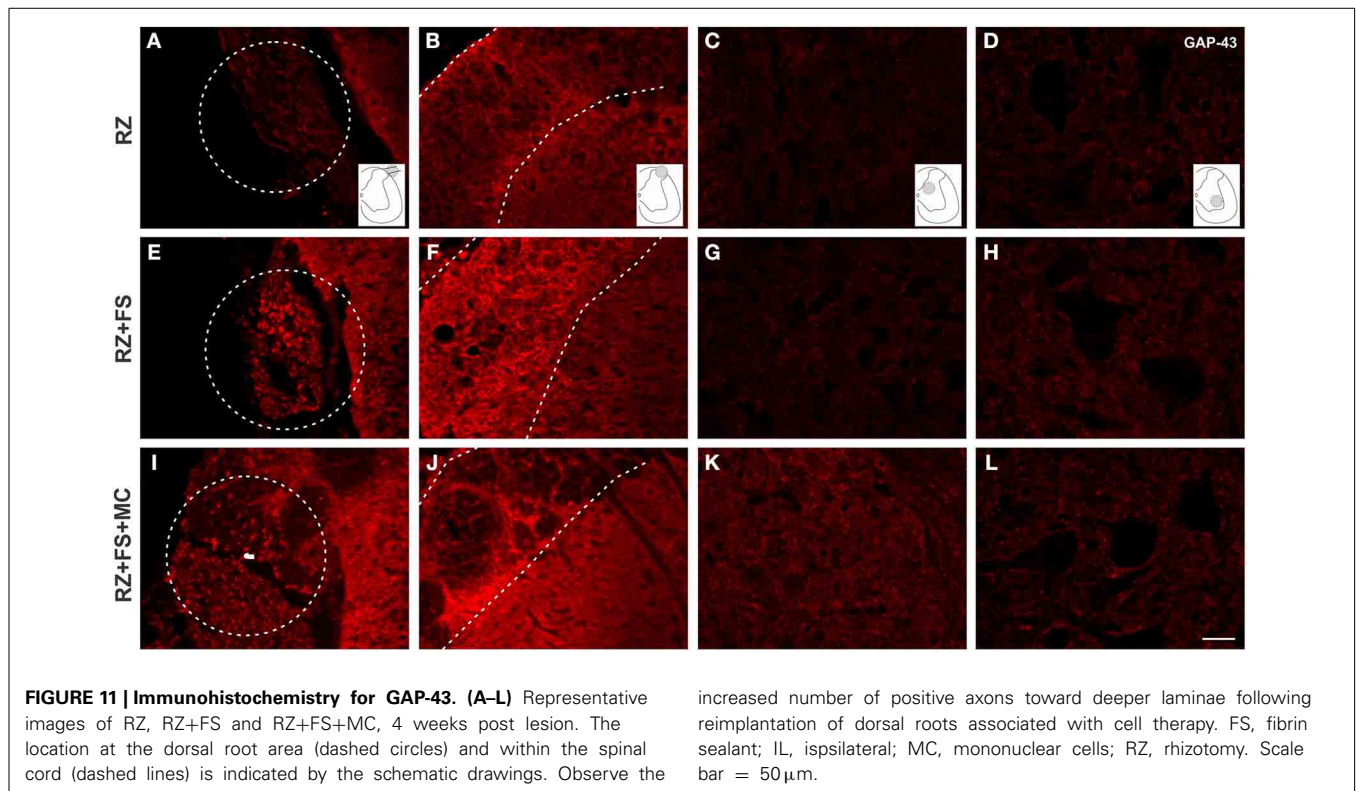 A
B
C
D
GAP-43
RZ
E
F
G
H
RZ+FS
I
J
K
L
RZ+FS+MC
FIGURE 11 | Immunohistochemistry for GAP-43. (A–L) Representative
images of RZ, RZ+FS and RZ+FS+MC, 4 weeks post lesion. The
location at the dorsal root area (dashed circles) and within the spinal
cord (dashed lines) is indicated by the schematic drawings. Observe the
increased number of positive axons toward deeper laminae following
reimplantation of dorsal roots associated with cell therapy. FS, fibrin
sealant; IL, ispsilateral; MC, mononuclear cells; RZ, rhizotomy. Scale
bar = 50 µm.